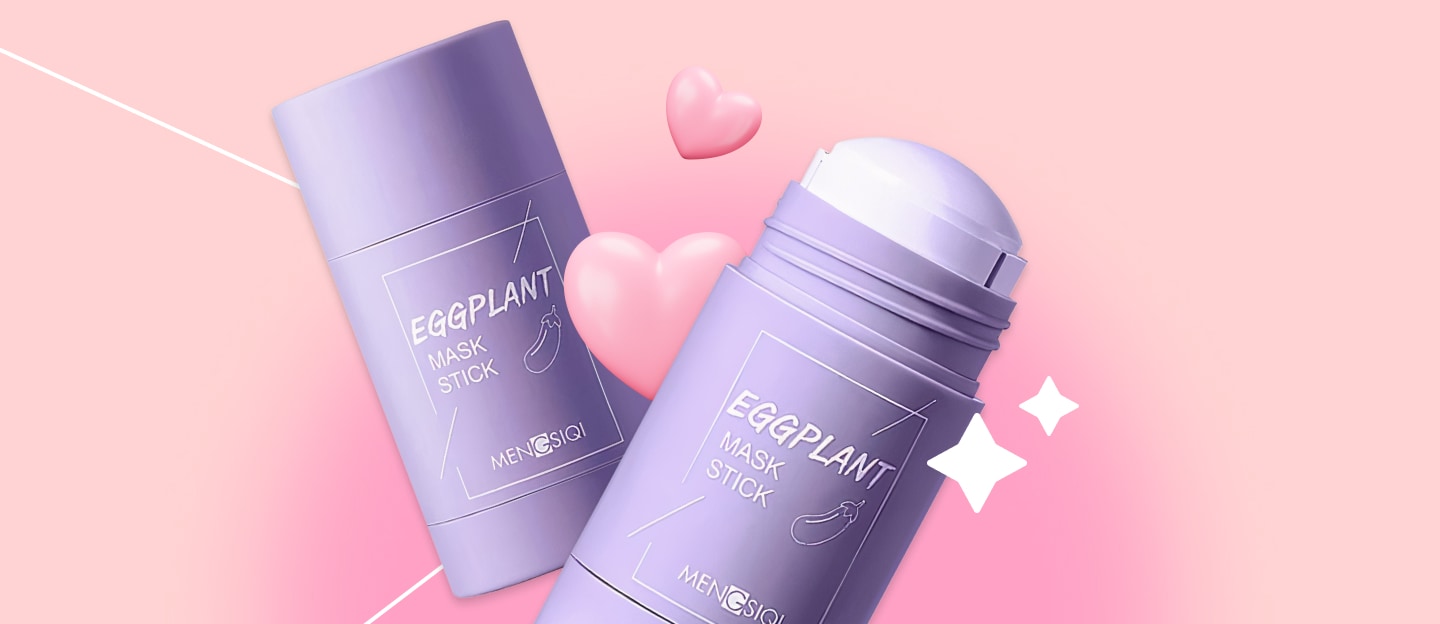 EGGPLANT
MASK
STICK
MENGSIQI
EGGPLANT
MASK
STICK
MENGSIQI